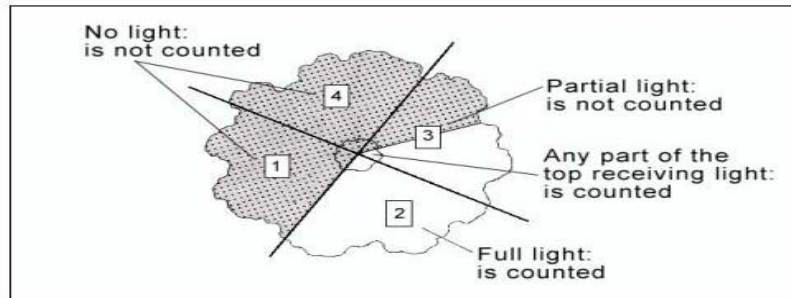 No light:
is not counted
4
Partial light:
is not counted
3
Any part of the
top receiving light:
is counted
1
2
Full light:
is counted